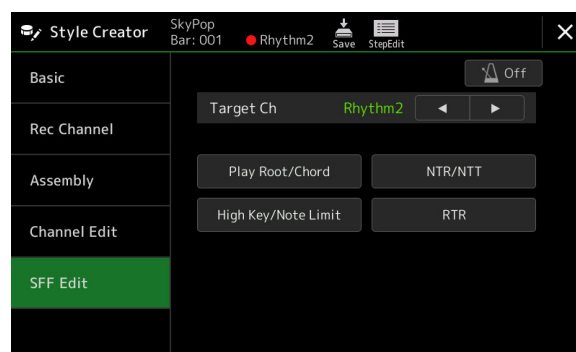 Style Creator
SkyPop
Bar: 001 Rhythm2 Save StepEdit
Off
Basic
Target Ch Rhythm2
Rec Channel
Assembly
Play Root/Chord NTR/NTT
High Key/Note Limit RTR
Channel Edit
SFF Edit